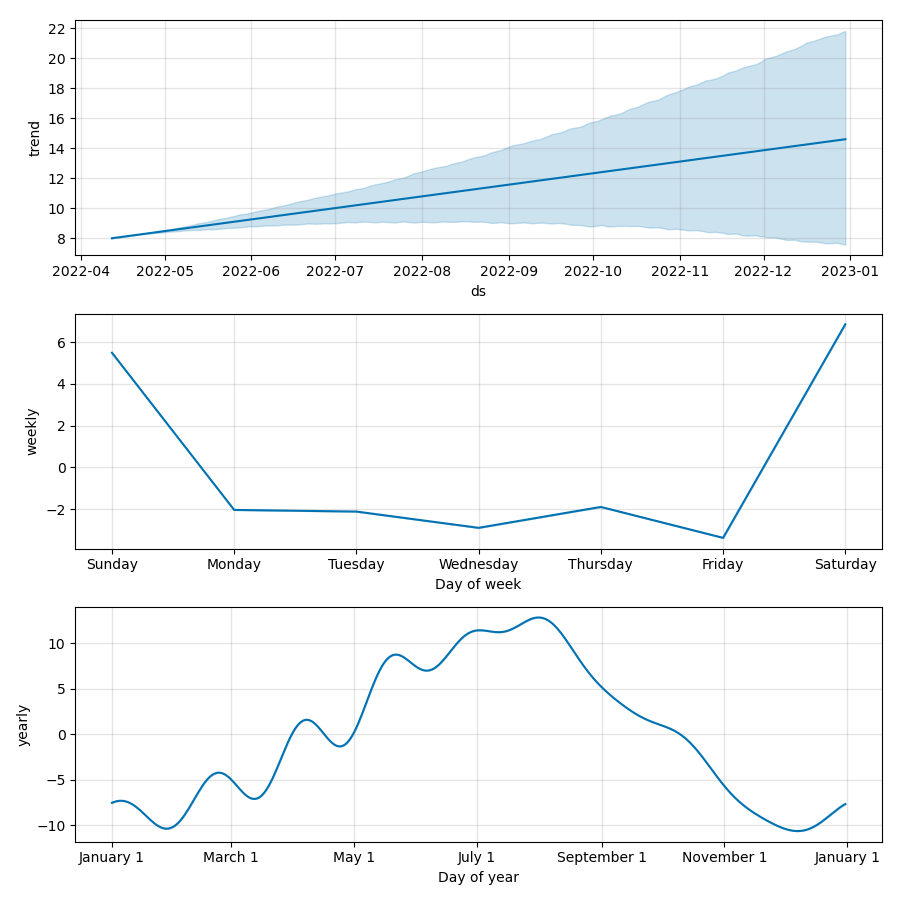 22
20
18
16
14
12
10
8
trend
2022-04 2022-05 2022-06 2022-07 2022-08 2022-09 2022-10 2022-11 2022-12 2023-01
ds
6
4
2
0
−2
weekly
Sunday Monday Tuesday Wednesday Thursday Friday Saturday
Day of week
10
5
0
−5
−10
yearly
January 1 March 1 May 1 July 1 September 1 November 1 January 1
Day of year